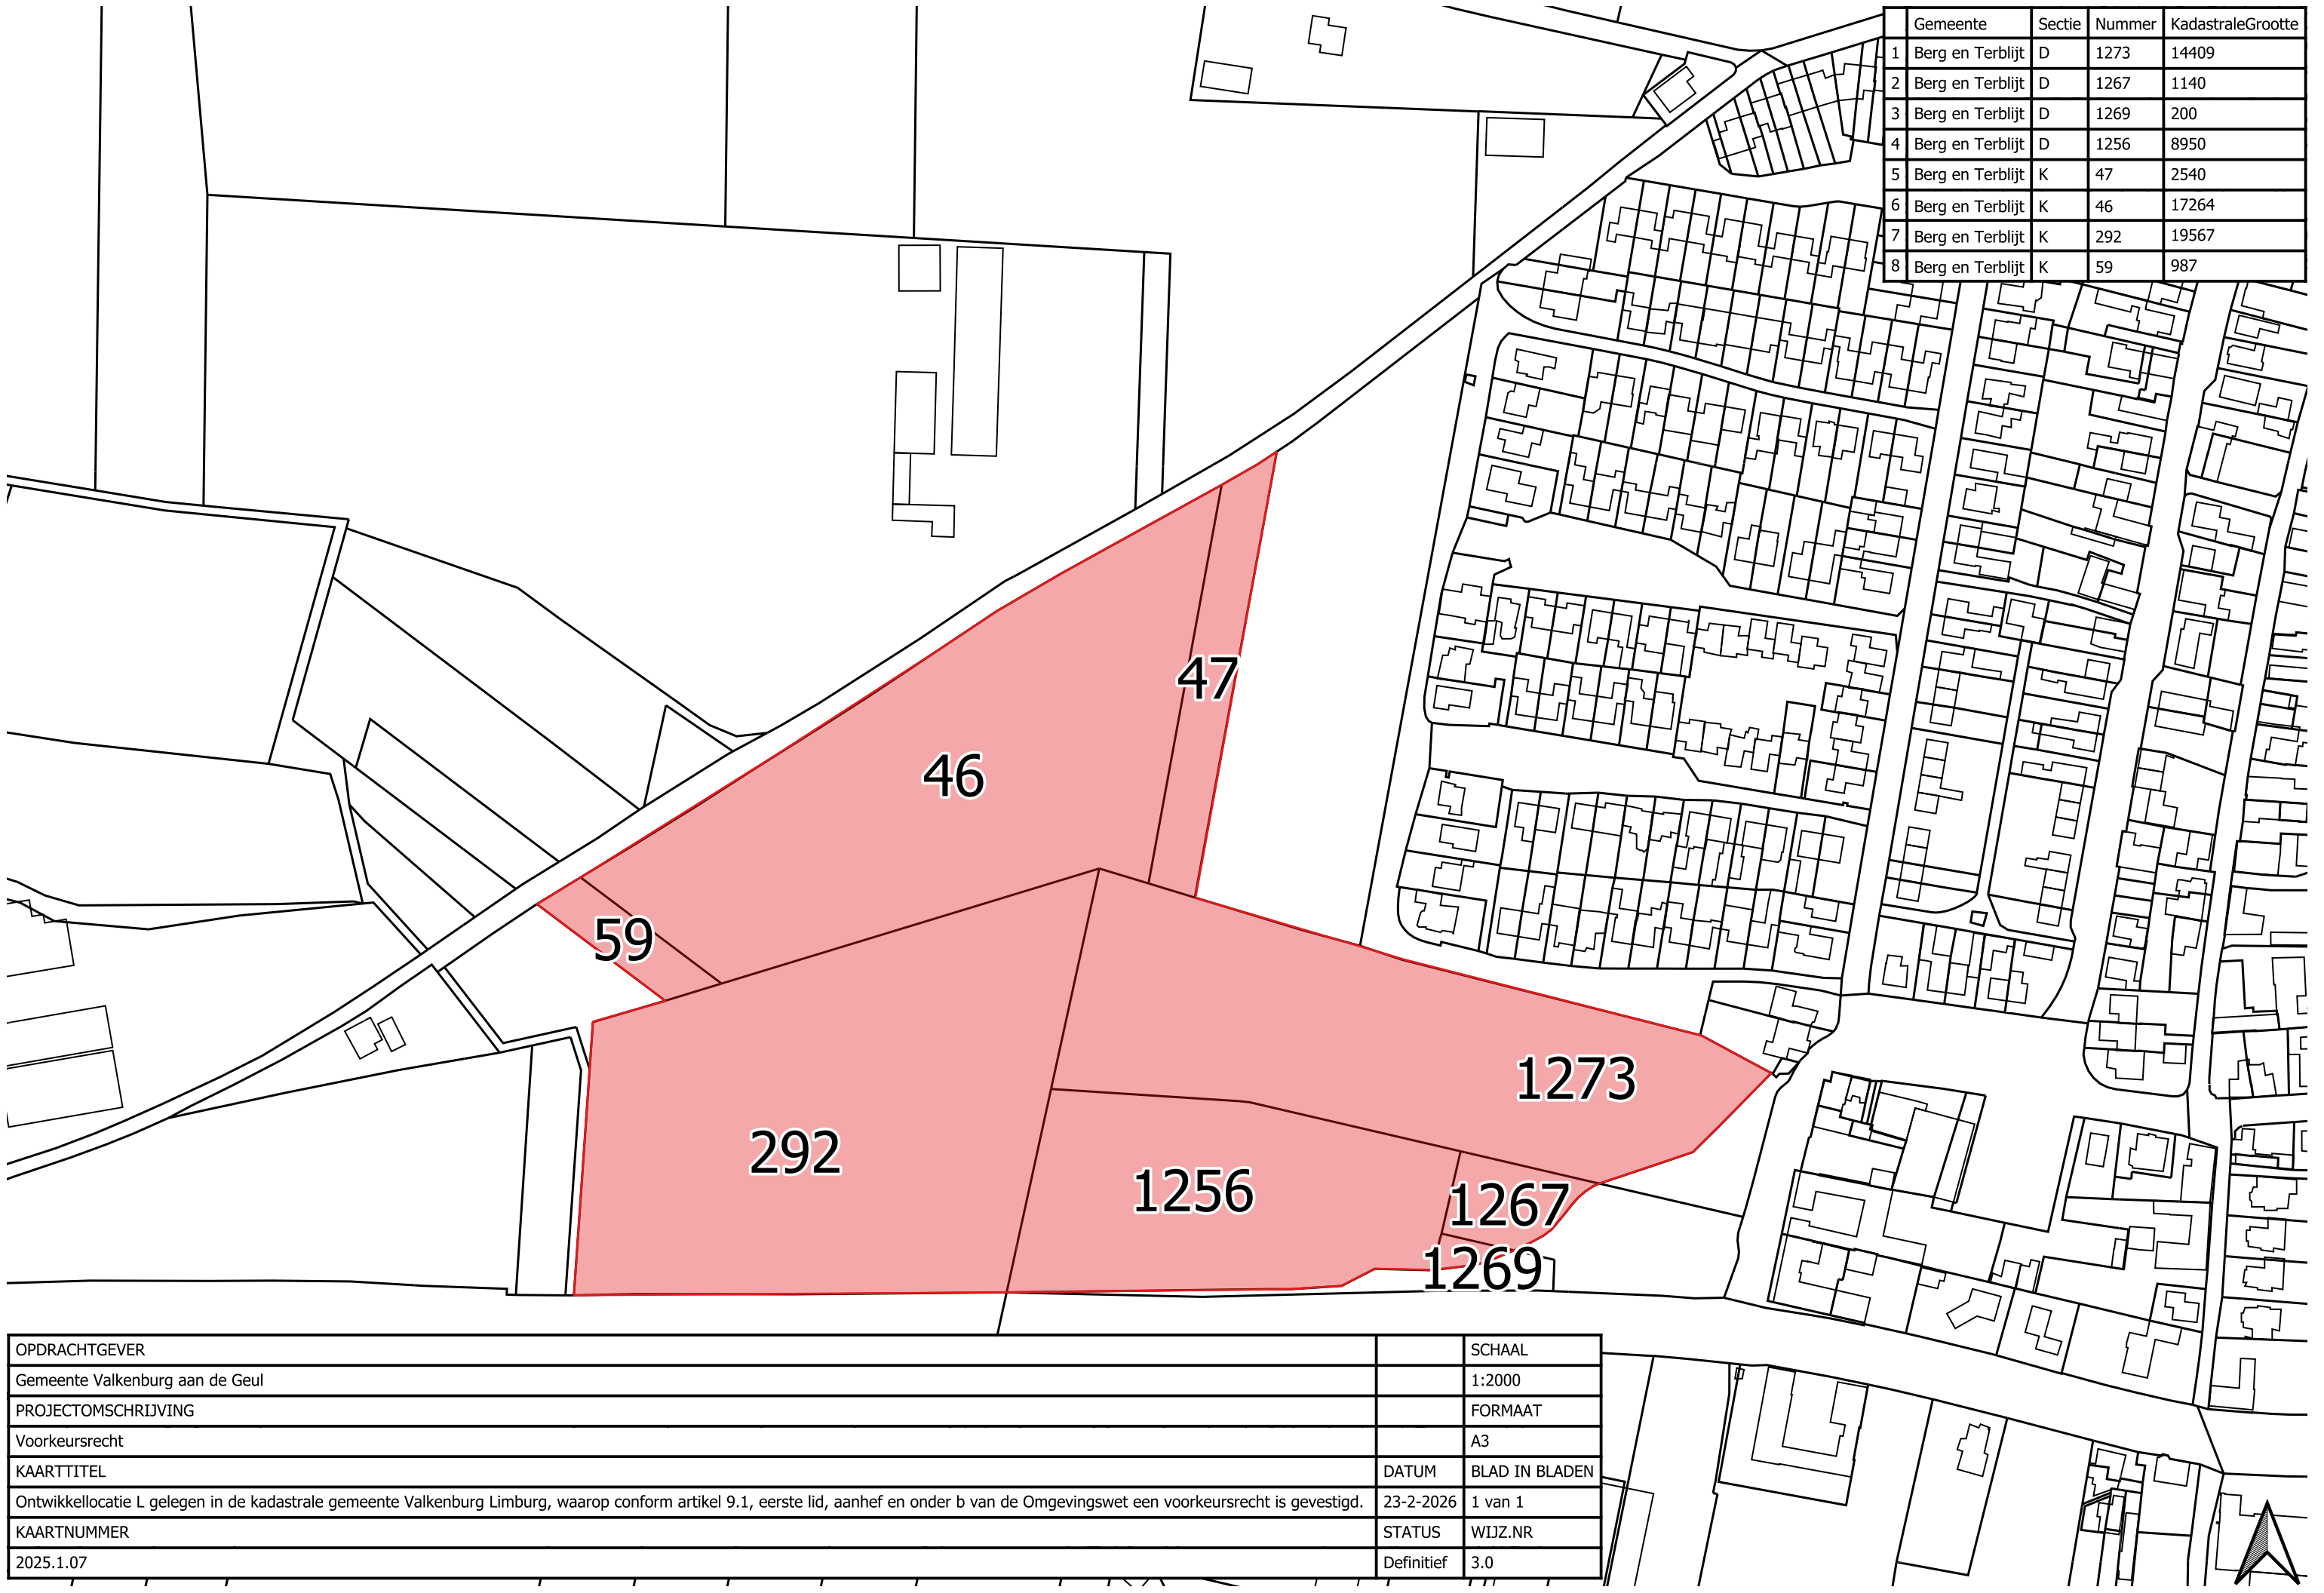 Gemeente Sectie Nummer KadastraleGrootte
1 Berg en Terblijt D 1273 14409
2 Berg en Terblijt D 1267 1140
3 Berg en Terblijt D 1269 200
4 Berg en Terblijt D 1256 8950
5 Berg en Terblijt K 47 2540
6 Berg en Terblijt K 46 17264
7 Berg en Terblijt K 292 19567
8 Berg en Terblijt K 59 987
47
46
59
1273
292
1256
1267
1269
OPDRACHTGEVER SCHAAL
Gemeente Valkenburg aan de Geul 1:2000
PROJECTOMSCHRIJVING FORMAAT
Voorkeursrecht A3
KAARTTITEL DATUM BLAD IN BLADEN
Ontwikkellocatie L gelegen in de kadastrale gemeente Valkenburg Limburg, waarop conform artikel 9.1, eerste lid, aanhef en onder b van de Omgevingswet een voorkeursrecht is gevestigd. 23-2-2026 1 van 1
KAARTNUMMER STATUS WIJZ.NR
2025.1.07 Definitief 3.0